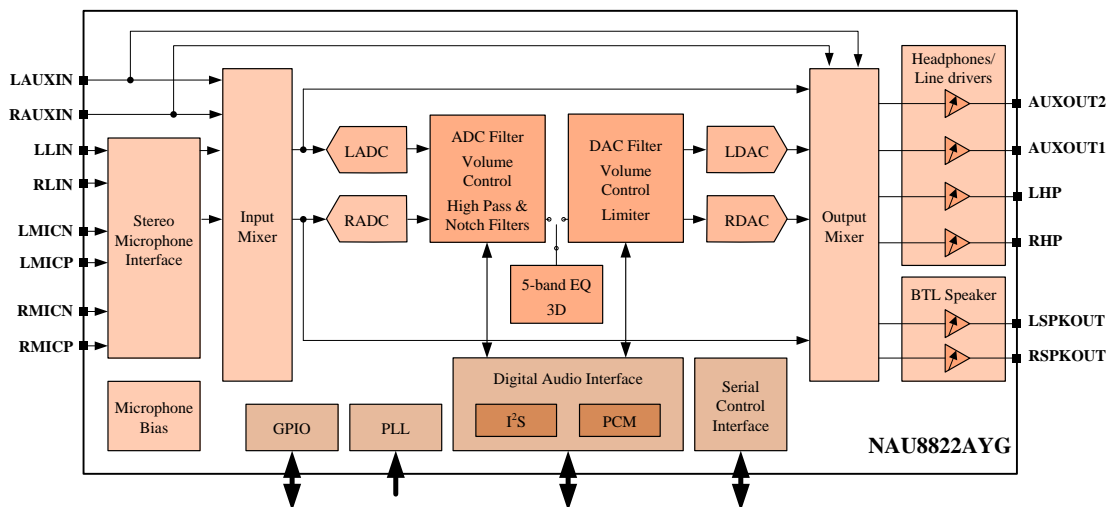 LAUXIN
RAUXIN
LLIN
RLIN
LMICN
LMICP
RMICN
RMICP
Stereo
Microphone
Interface
Microphone
Bias
Input
Mixer
LADC
RADC
ADC Filter
Volume
Control
High Pass &
Notch Filters
DAC Filter
Volume
Control
Limiter
5-band EQ
3D
LDAC
RDAC
Output
Mixer
Headphones/
Line drivers
BTL Speaker
AUXOUT2
AUXOUT1
LHP
RHP
LSPKOUT
RSPKOUT
GPIO
PLL
Digital Audio Interface
I²S
PCM
Serial
Control
Interface
NAU8822AYG